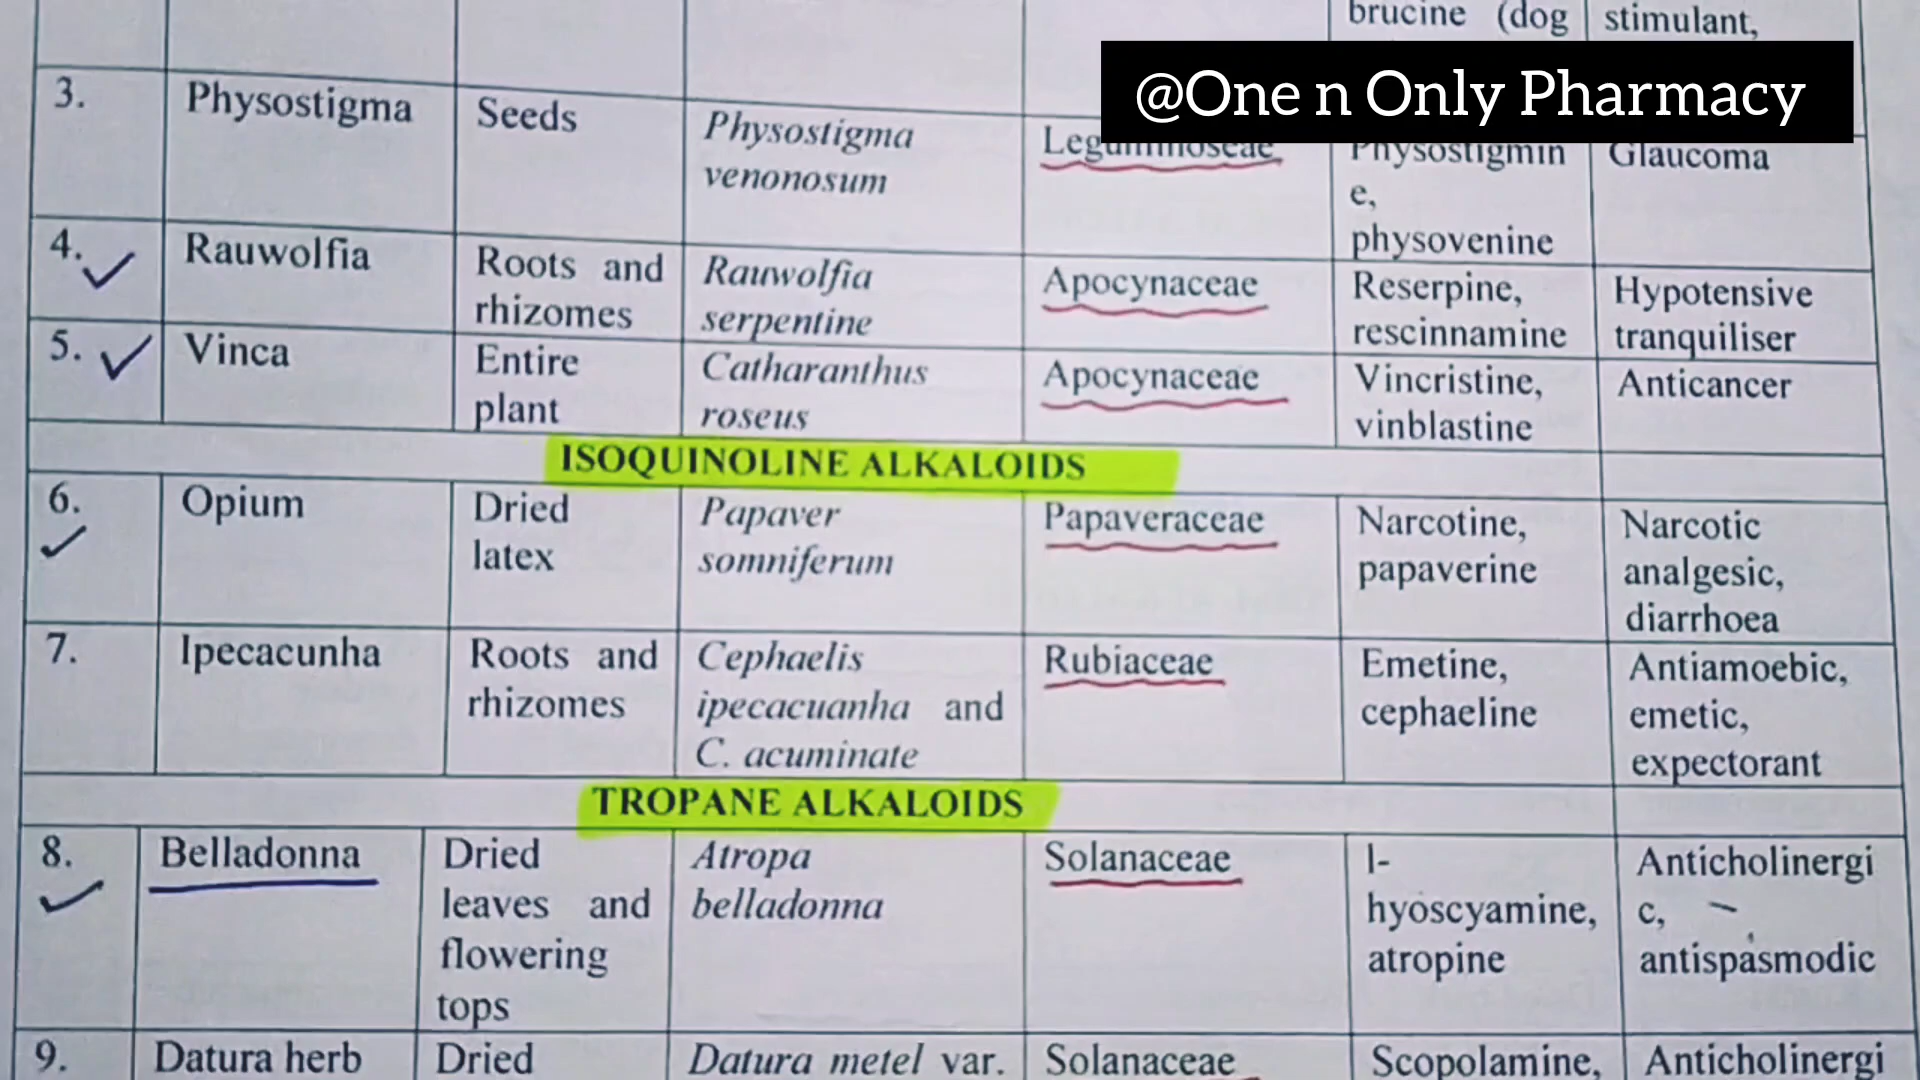 brucine (dog stimulant,
@One n Only Pharmacy
3. Physostigma Seeds Physostigma Leguminoseae Physostigmin Glaucoma
venonosum e,
physovenine
4. Rauwolfia Roots and Rauwolfia Apocynaceae Reserpine, Hypotensive
rhizomes serpentine rescinnamine tranquiliser
5. Vinca Entire Catharanthus Apocynaceae Vincristine, Anticancer
plant roseus vinblastine
ISOQUINOLINE ALKALOIDS
6. Opium Dried Papaver Papaveraceae Narcotine, Narcotic
latex somniferum papaverine analgesic,
diarrhoea
7. Ipecacunha Roots and Cephaelis Rubiaceae Emetine, Antiamoebic,
rhizomes ipecacuanha and cephaeline emetic,
C. acuminate expectorant
TROPANE ALKALOIDS
8. Belladonna Dried Atropa Solanaceae l- Anticholinergi
leaves and belladonna hyoscyamine, c,
flowering atropine antispasmodic
tops
9. Datura herb Dried Datura metel var. Solanaceae Scopolamine, Anticholinergi